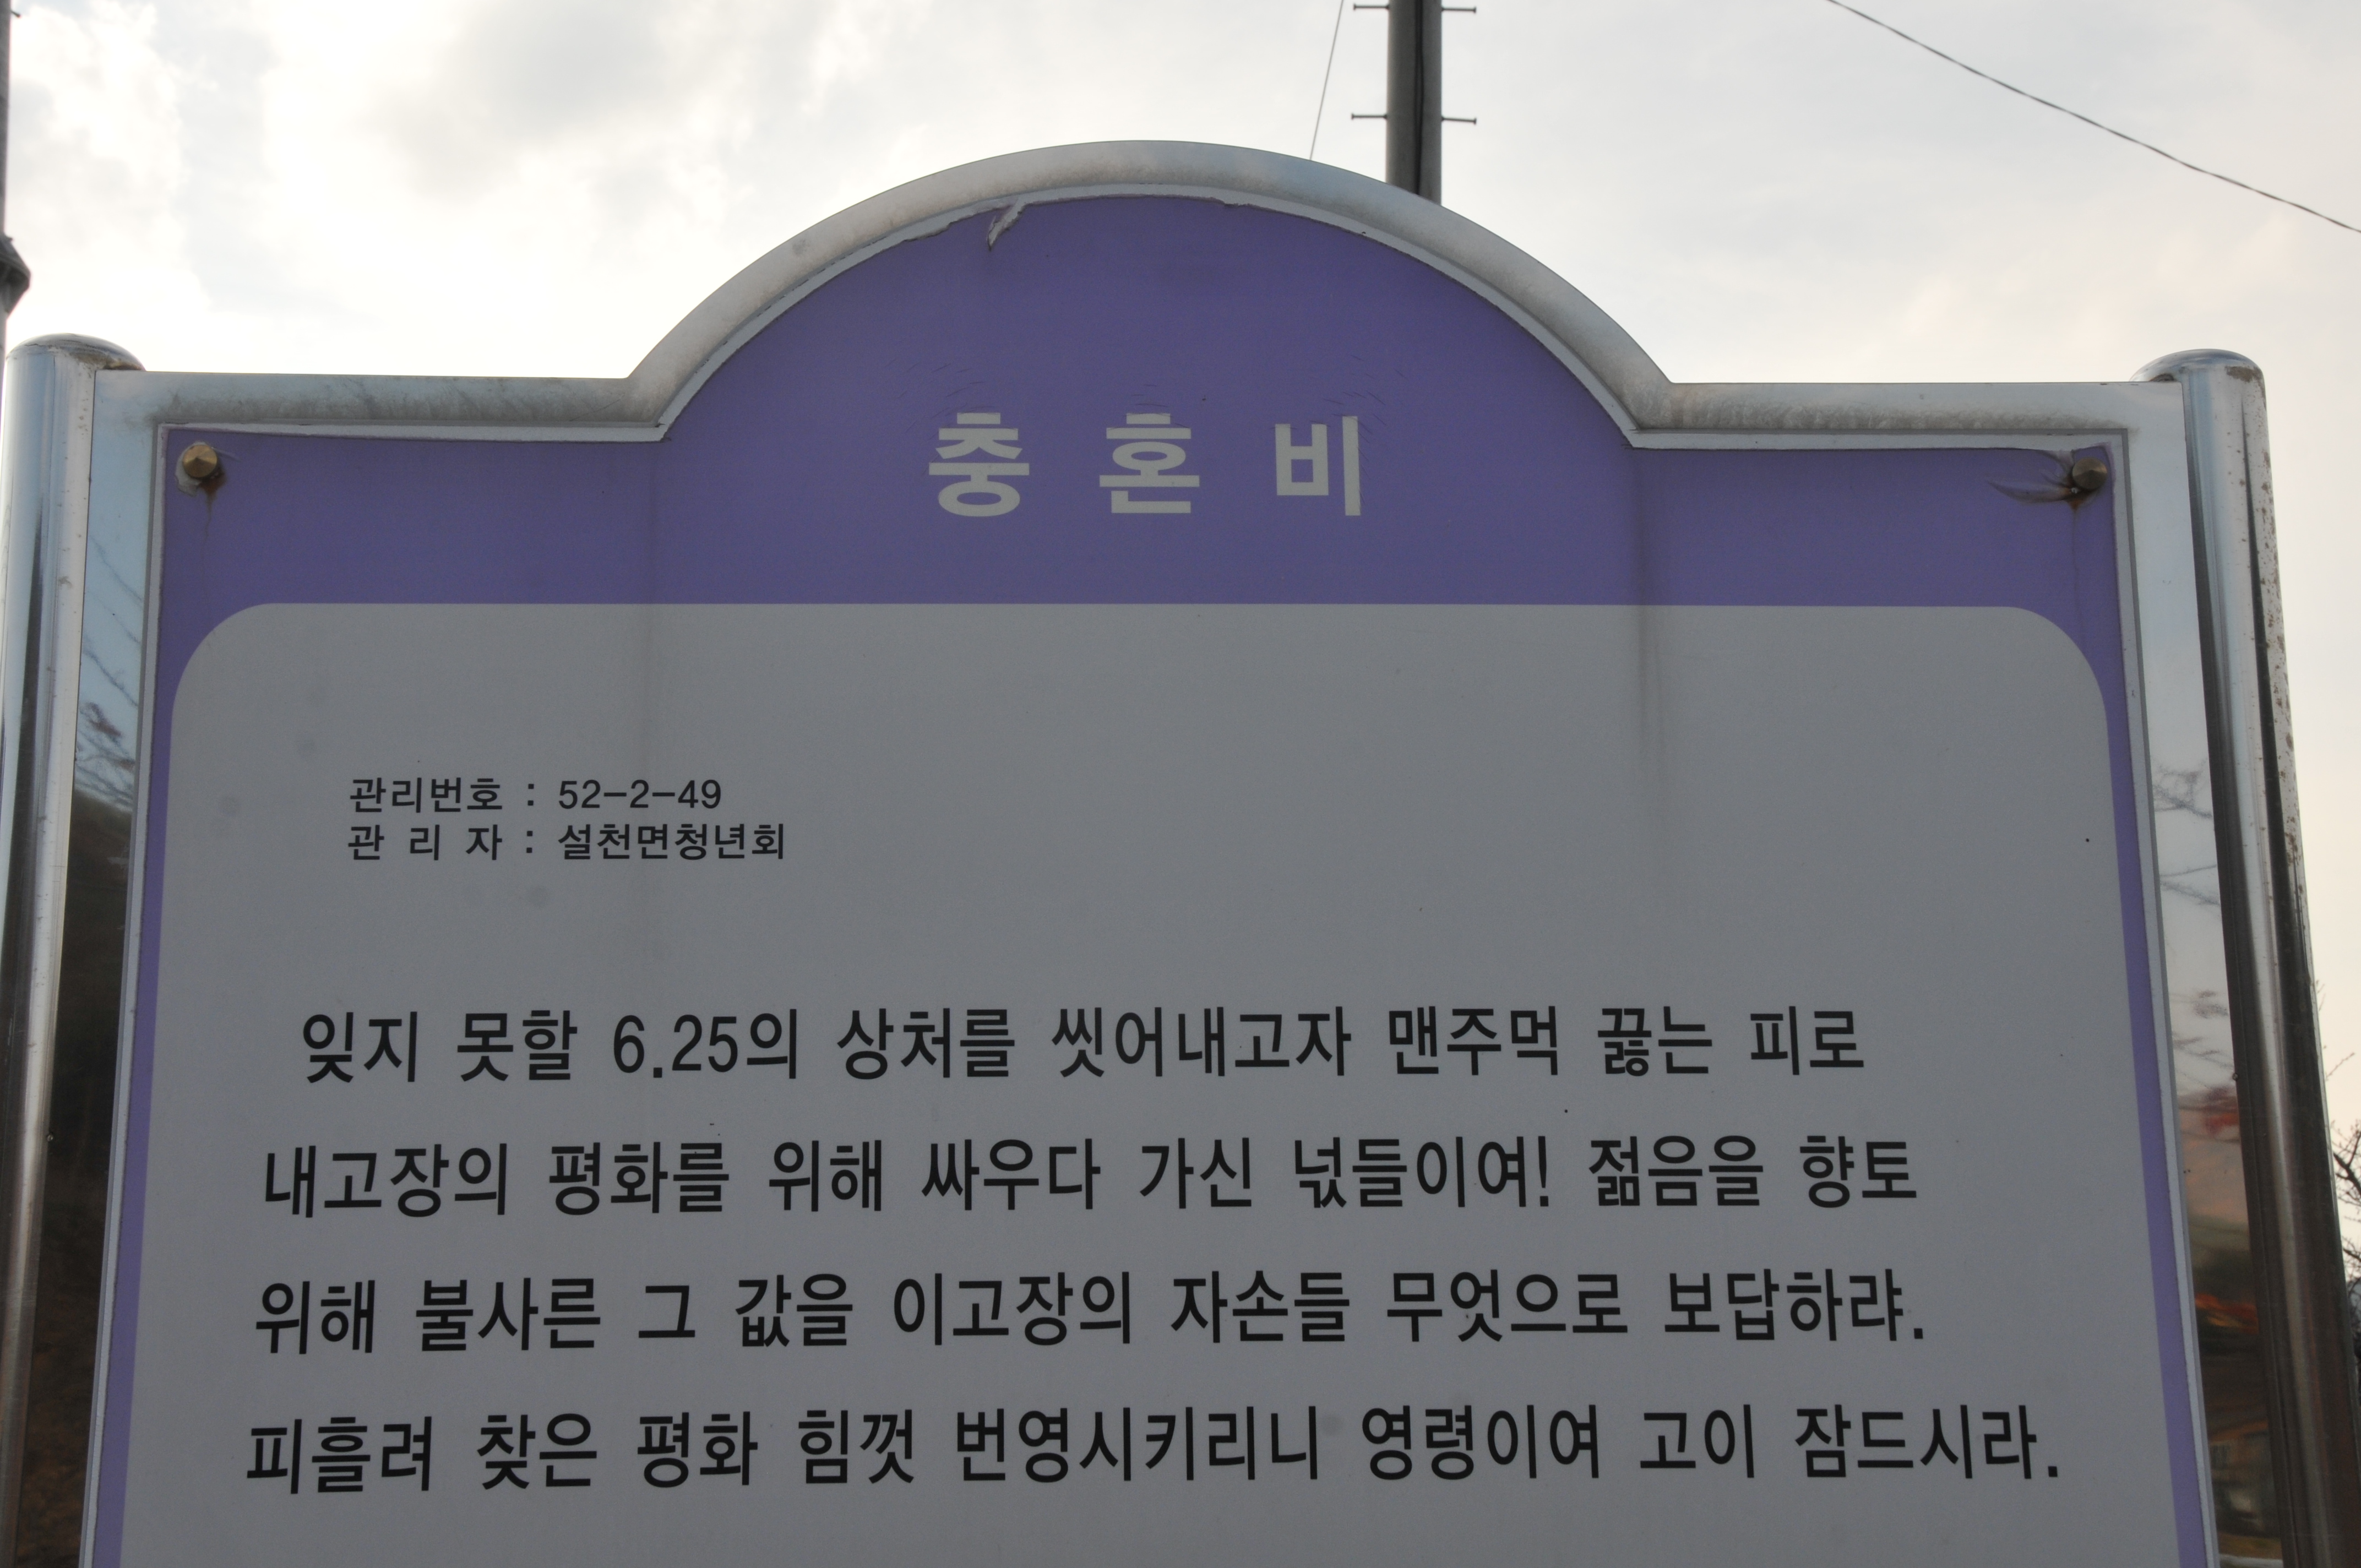 충혼비
관리번호 : 52-2-49
관 리 자 : 설천면청년회
잊지 못할 6.25의 상처를 씻어내고자 맨주먹 끓는 피로
내고장의 평화를 위해 싸우다 가신 넋들이여! 젊음을 향토
위해 불사른 그 값을 이고장의 자손들 무엇으로 보답하랴.
피흘려 찾은 평화 힘껏 번영시키리니 영령이여 고이 잠드시라.